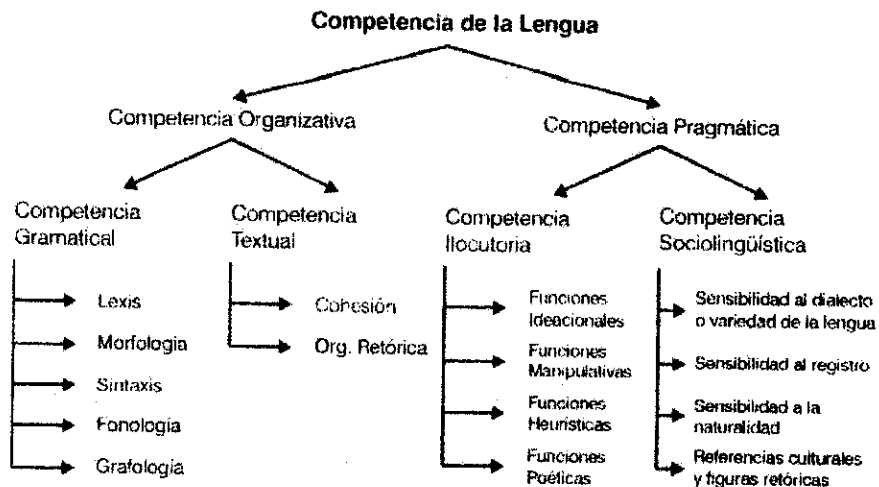 Competencia de la Lengua
Competencia Organizativa
Competencia Pragmática
Competencia
Gramatical
Competencia
Textual
Competencia
Ilocutoria
Competencia
Sociolingüística
Lexis
Morfologia
Sintaxis
Fonología
Grafología
Cohesión
Org. Retórica
Funciones
Ideacionales
Funciones
Manipulativas
Funciones
Heurísticas
Funciones
Poéticas
Sensibilidad al dialecto
o variedad de la lengua
Sensibilidad al registro
Sensibilidad a la
naturalidad
Referencias culturales
y figuras retóricas